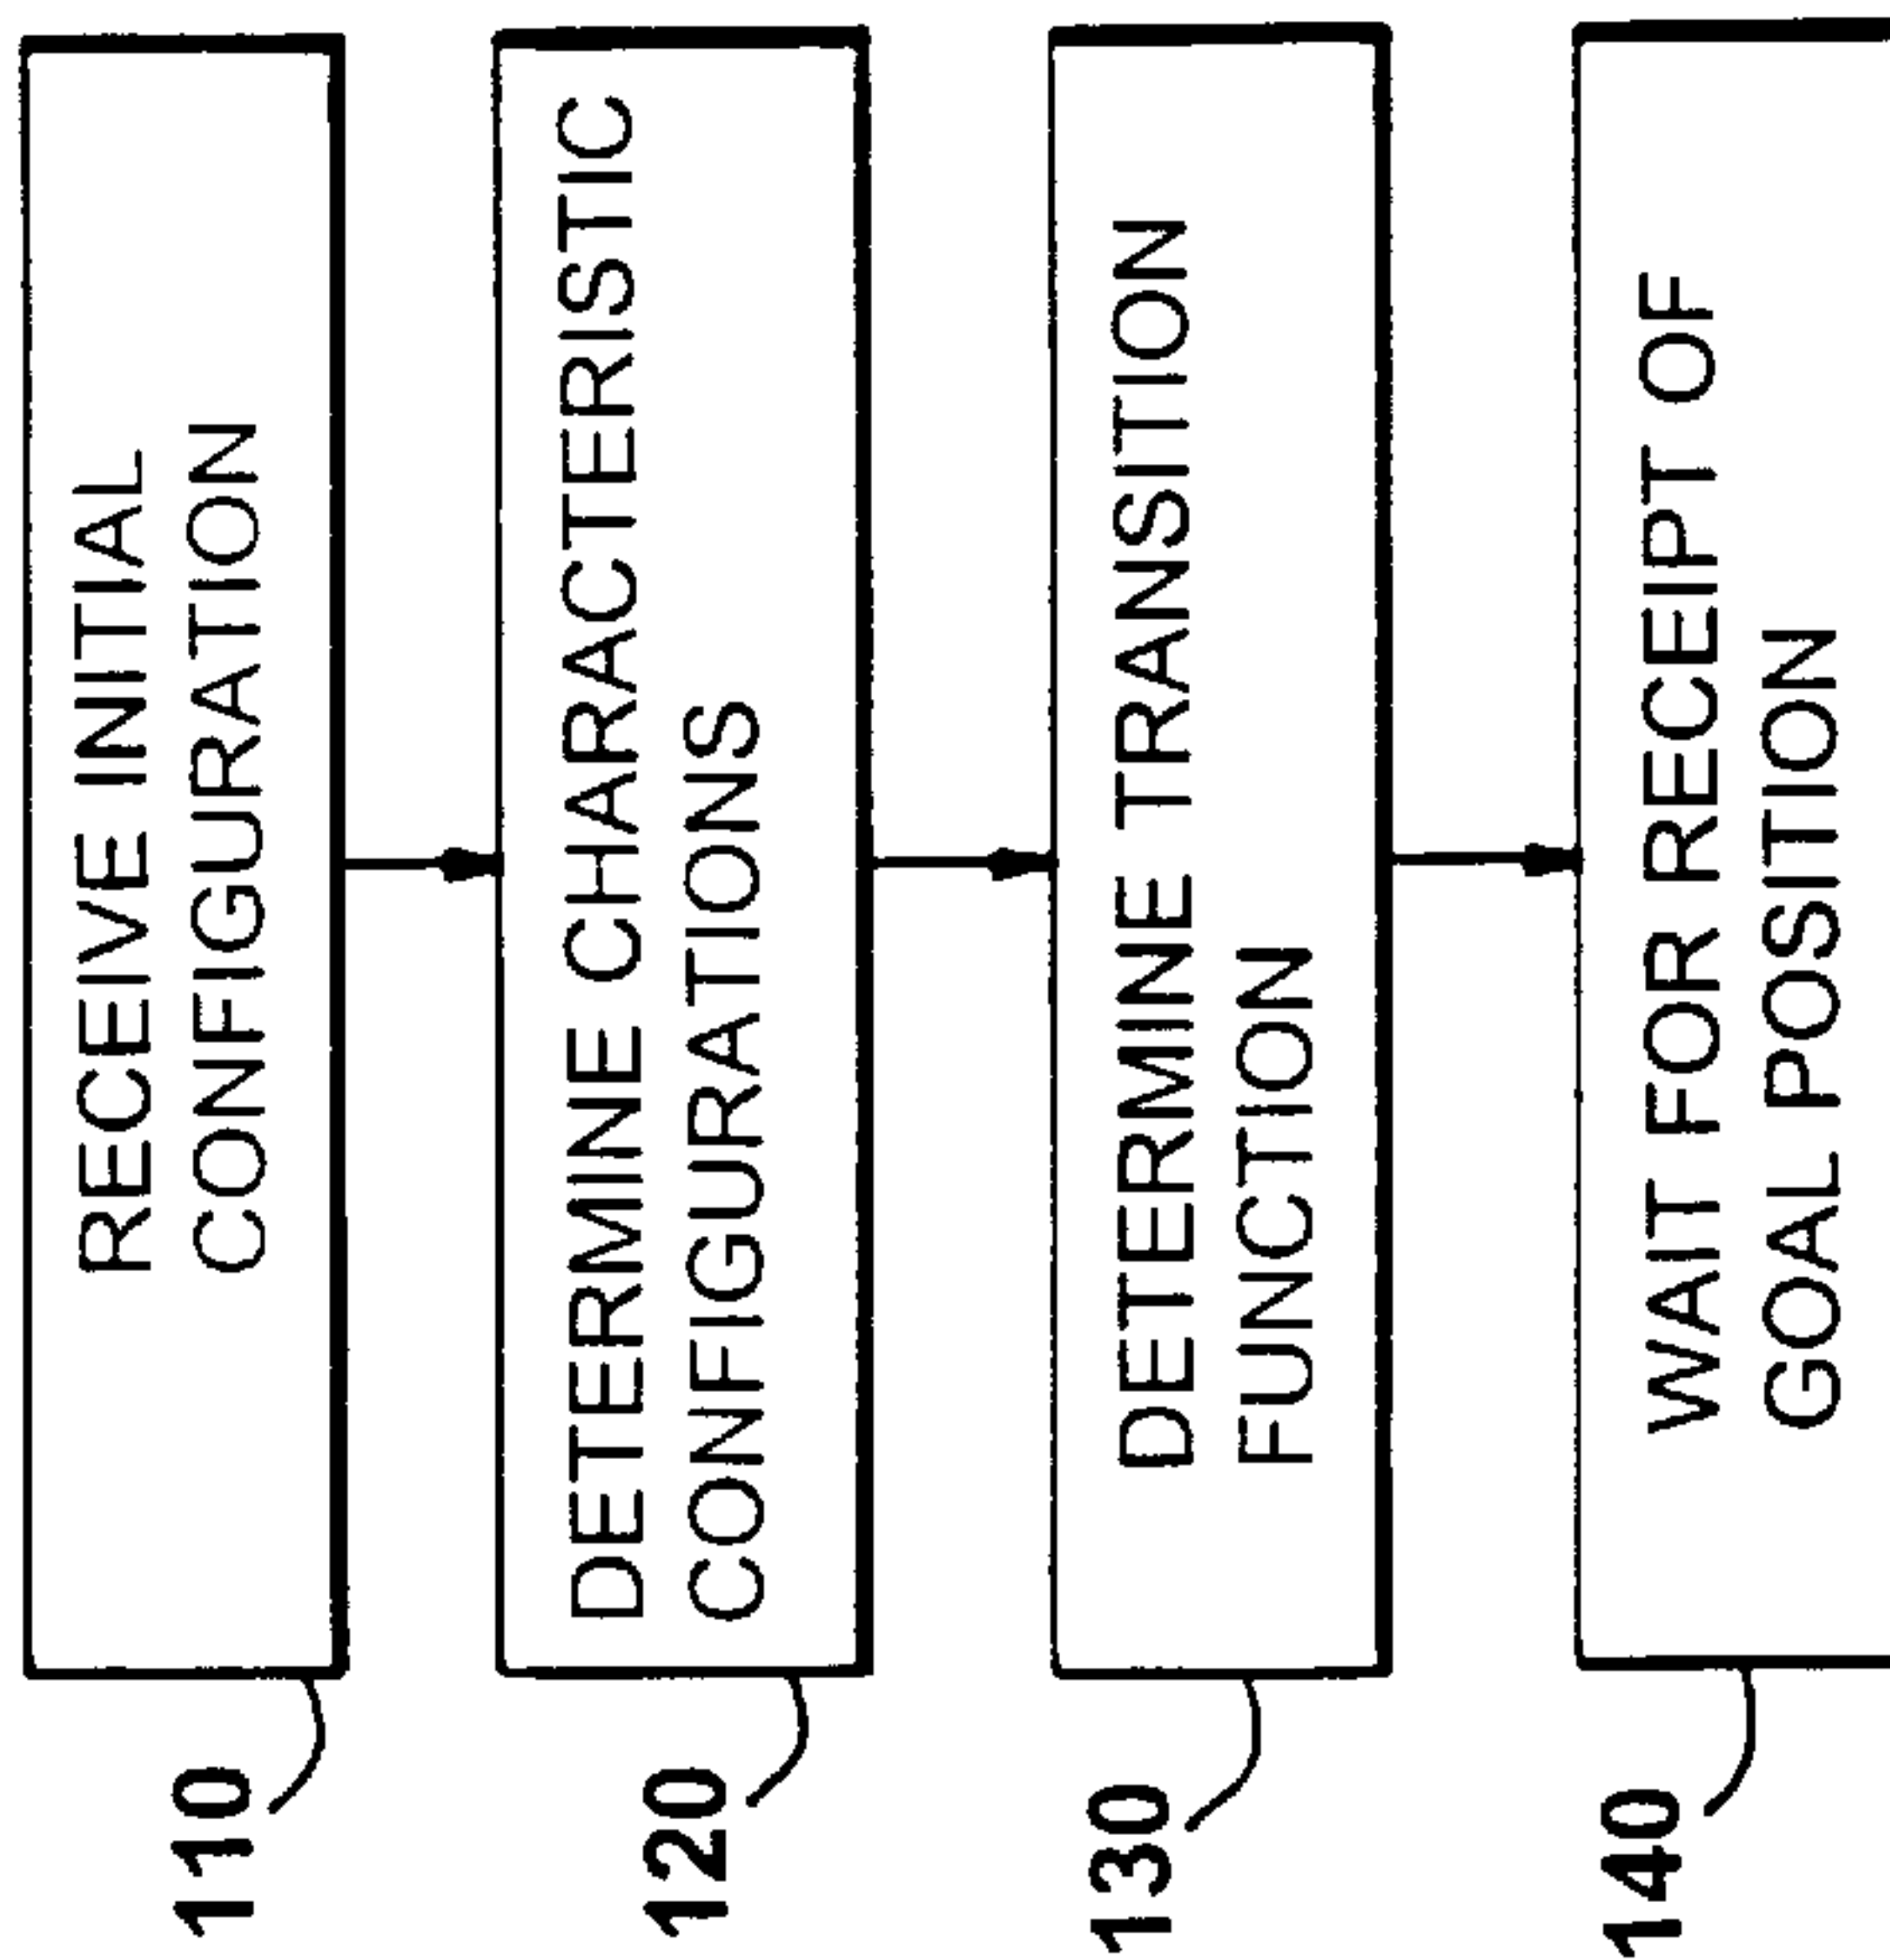 110
RECEIVE INITIAL
CONFIGURATION
120
DETERMINE CHARACTERISTIC
CONFIGURATIONS
130
DETERMINE TRANSITION
FUNCTION
140
WAIT FOR RECEIPT OF
GOAL POSITION